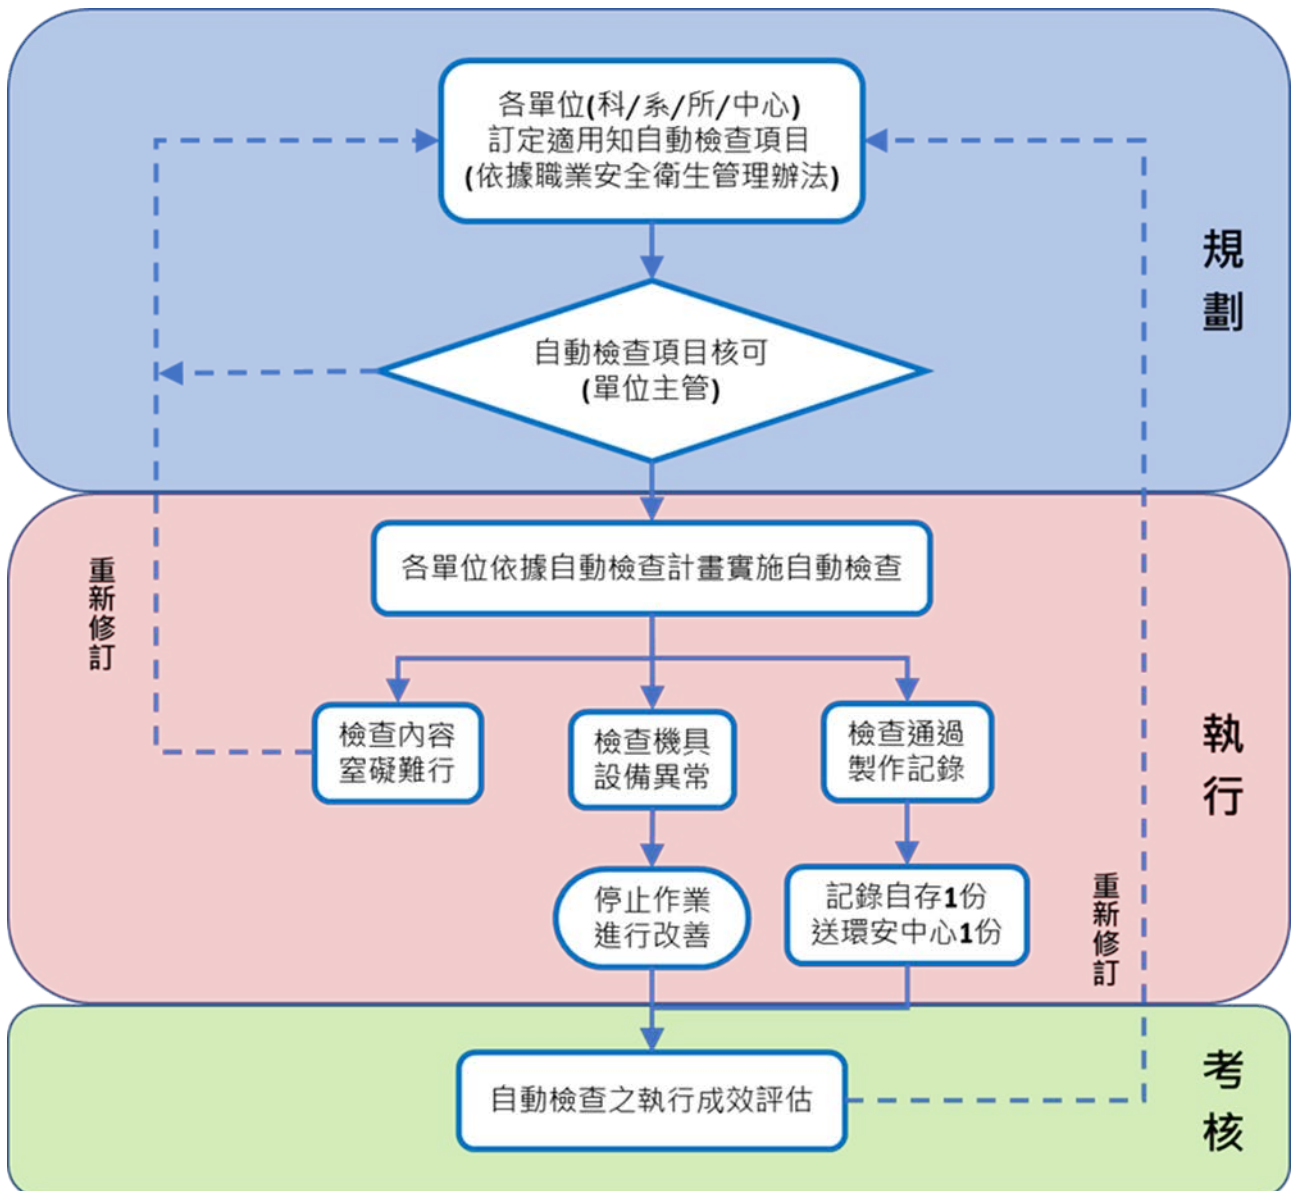 各單位(科/系/所/中心)
訂定適用知自動檢查項目
(依據職業安全衛生管理辦法)
規劃
自動檢查項目核可
(單位主管)
各單位依據自動檢查計畫實施自動檢查
重新修訂
檢查內容
窒礙難行
檢查機具
設備異常
檢查通過
製作記錄
執行
停止作業
進行改善
記錄自存1份
送環安中心1份
重新修訂
自動檢查之執行成效評估
考核